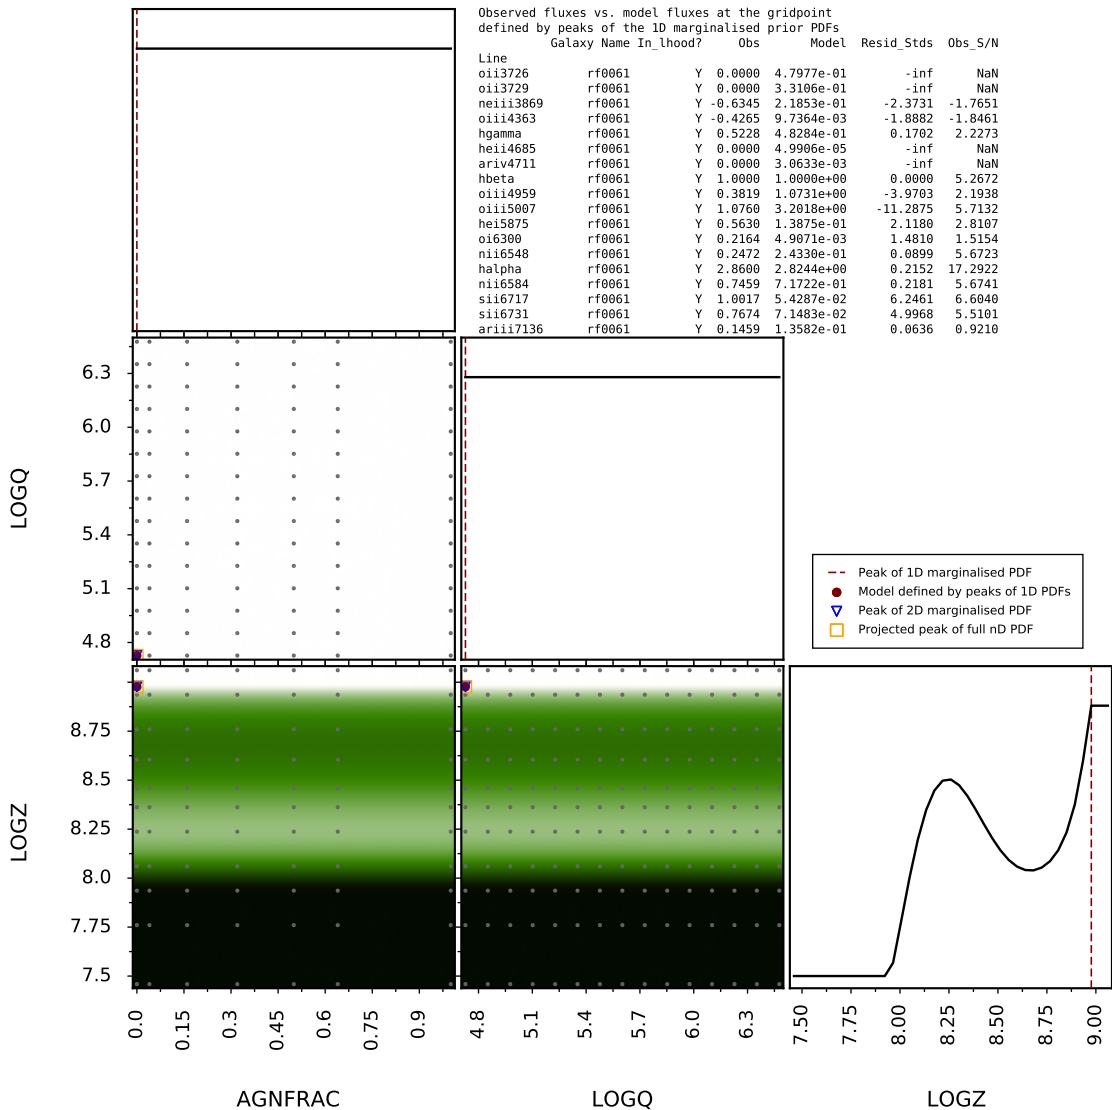 Observed fluxes vs. model fluxes at the gridpoint
defined by peaks of the 1D marginalised prior PDFs
Galaxy Name In_lhood? Obs Model Resid_Stds Obs_S/N
Line
oii3726 rf0061 Y 0.0000 4.7977e-01 -inf NaN
oii3729 rf0061 Y 0.0000 3.3106e-01 -inf NaN
neiii3869 rf0061 Y -0.6345 2.1853e-01 -2.3731 -1.7651
oiii4363 rf0061 Y -0.4265 9.7364e-03 -1.8882 -1.8461
hgamma rf0061 Y 0.5228 4.8284e-01 0.1702 2.2273
heii4685 rf0061 Y 0.0000 4.9906e-05 -inf NaN
ariv4711 rf0061 Y 0.0000 3.0633e-03 -inf NaN
hbeta rf0061 Y 1.0000 1.0000e+00 0.0000 5.2672
oiii4959 rf0061 Y 0.3819 1.0731e+00 -3.9703 2.1938
oiii5007 rf0061 Y 1.0760 3.2018e+00 -11.2875 5.7132
hei5875 rf0061 Y 0.5630 1.3875e-01 2.1180 2.8107
oi6300 rf0061 Y 0.2164 4.9071e-03 1.4810 1.5154
nii6548 rf0061 Y 0.2472 2.4330e-01 0.0899 5.6723
halpha rf0061 Y 2.8600 2.8244e+00 0.2152 17.2922
nii6584 rf0061 Y 0.7459 7.1722e-01 0.2181 5.6741
sii6717 rf0061 Y 1.0017 5.4287e-02 6.2461 6.6040
sii6731 rf0061 Y 0.7674 7.1483e-02 4.9968 5.5101
ariii7136 rf0061 Y 0.1459 1.3582e-01 0.0636 0.9210
6.3
6.0
5.7
5.4
5.1
4.8
LOGQ
Peak of 1D marginalised PDF
Model defined by peaks of 1D PDFs
Peak of 2D marginalised PDF
Projected peak of full nD PDF
8.75
8.5
8.25
8.0
7.75
7.5
LOGZ
0.0 0.15 0.3 0.45 0.6 0.75 0.9
4.8 5.1 5.4 5.7 6.0 6.3
7.50 7.75 8.00 8.25 8.50 8.75 9.00
AGNFRAC LOGQ LOGZ